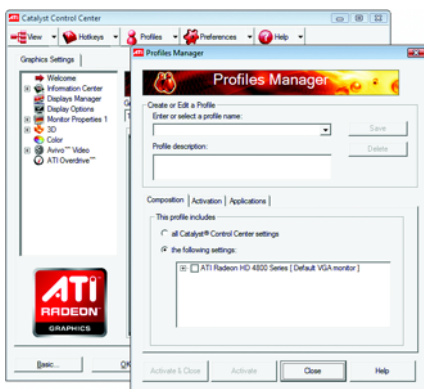 ATI Catalyst Control Center
View Hotkeys Profiles Preferences Help
Graphics Settings
Welcome
Information Center
Displays Manager
Display Options
Monitor Properties 1
3D
Color
Avivo™ Video
ATI Overdrive™
ATI
RADEON
GRAPHICS
Basic...
OK
ATI Profiles Manager
Profiles Manager
Create or Edit a Profile
Enter or select a profile name:
Save
Profile description:
Delete
Composition Activation Applications
This profile includes
all Catalyst® Control Center settings
the following settings:
ATI Radeon HD 4800 Series [ Default VGA monitor ]
Activate & Close Activate Close Help